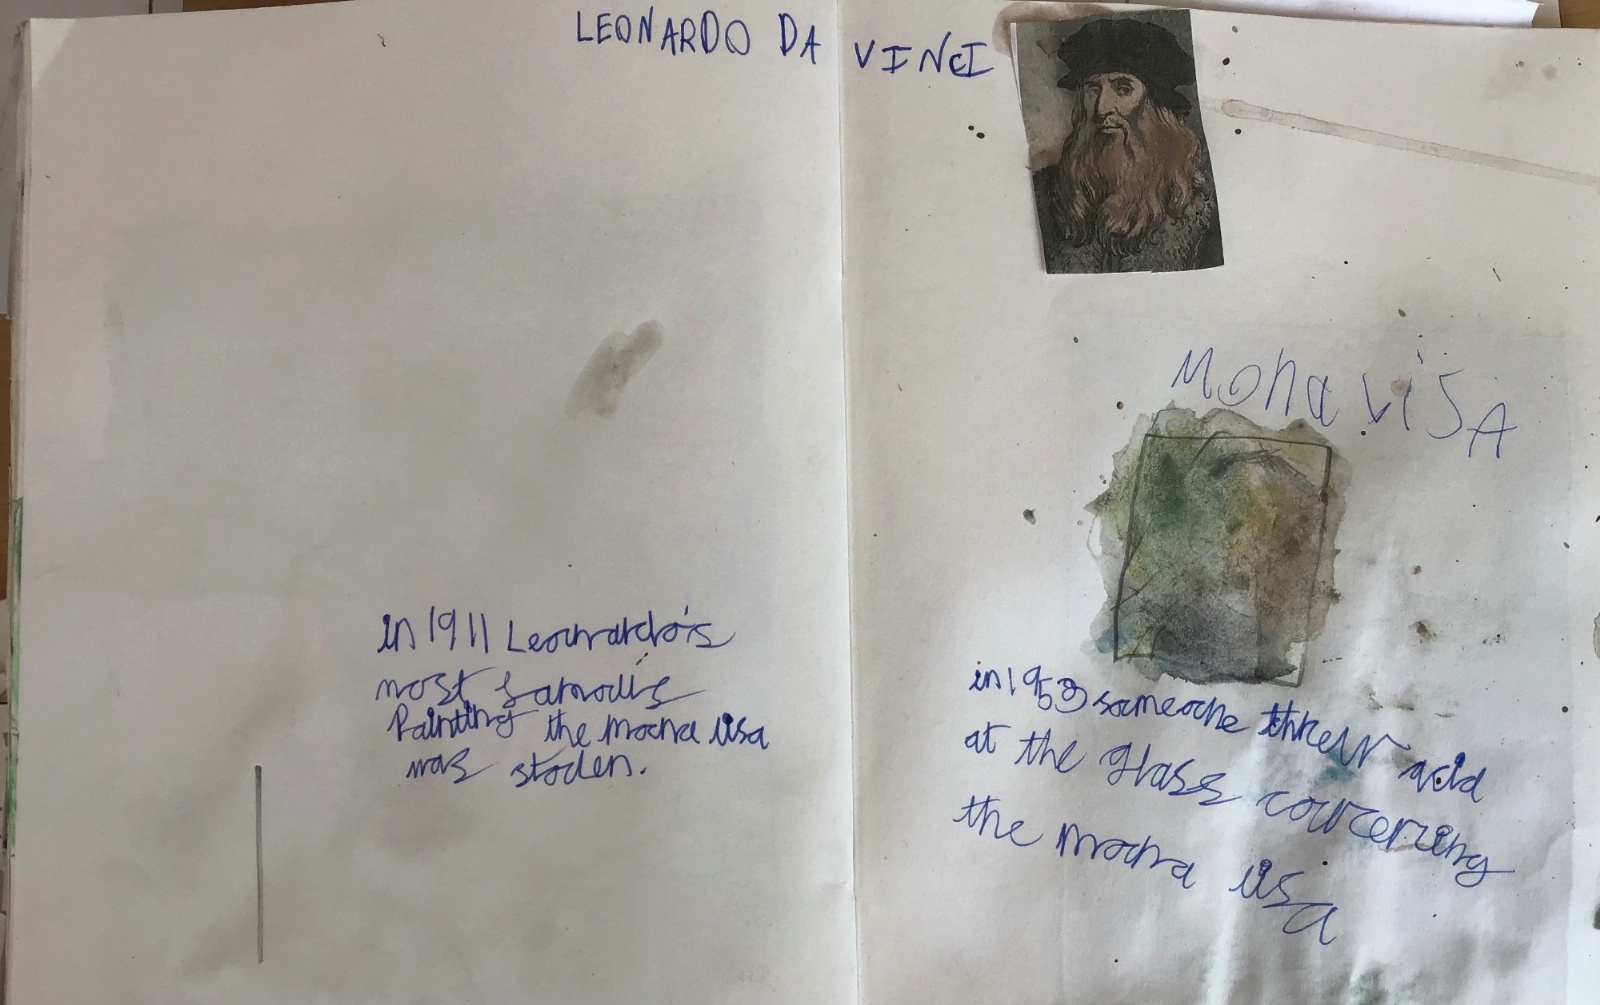 LEONARDO DA VINCI
MONa LiSA
in 1911 Leonardo's
most famous
Painting the mona lisa
was stolen.
in 1953 someone threw acid
at the glass covering
the mona lisa